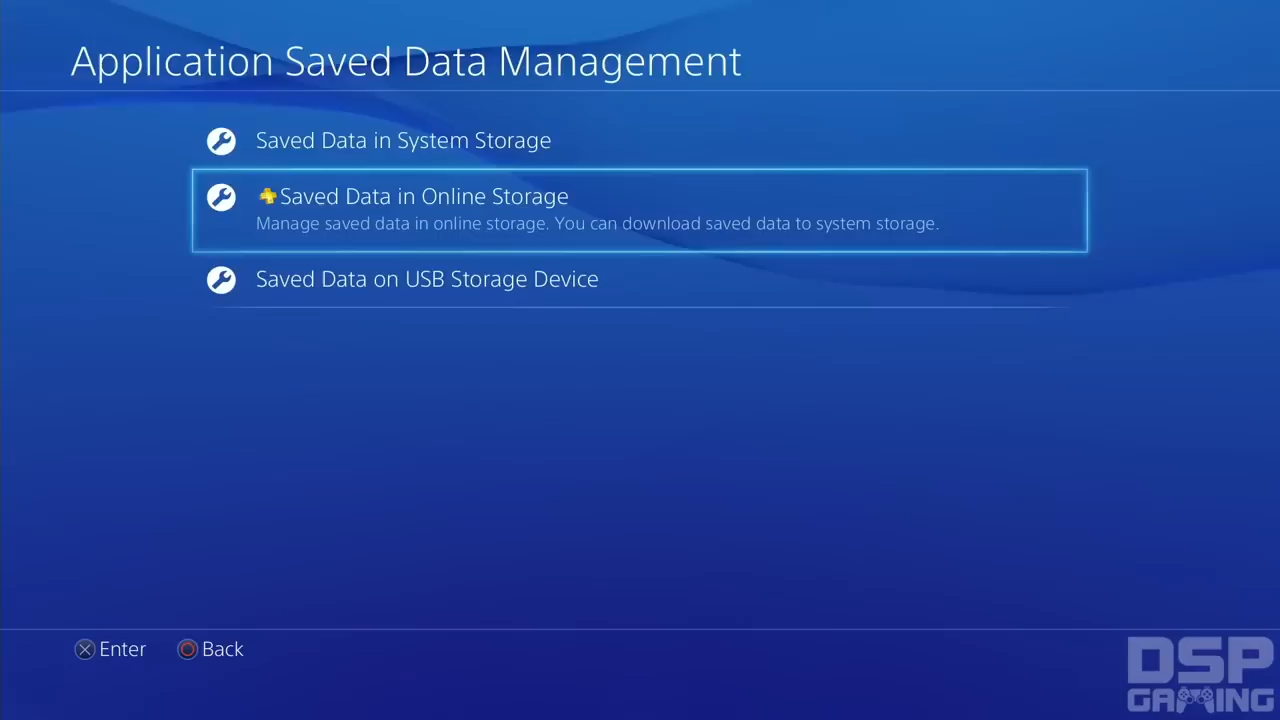 Application Saved Data Management
Saved Data in System Storage
Saved Data in Online Storage
Manage saved data in online storage. You can download saved data to system storage.
Saved Data on USB Storage Device
Enter Back
DSP
GAMING